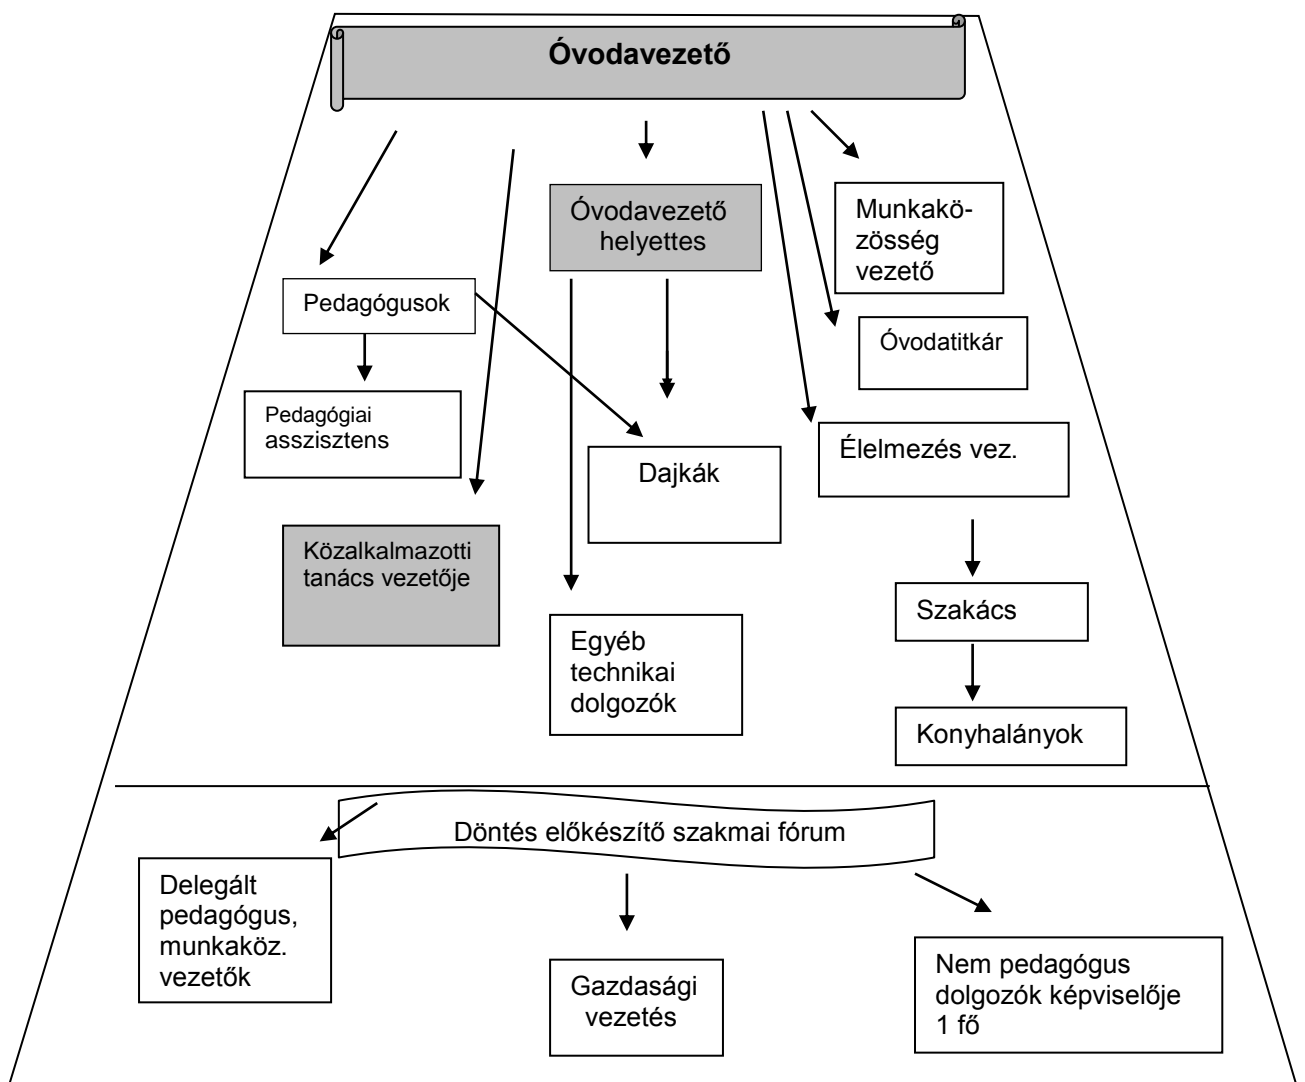 Óvodavezető
Óvodavezető
helyettes
Munkakö-
zösség
vezető
Pedagógusok
Óvodatitkár
Pedagógiai
asszisztens
Dajkák
Élelmezés vez.
Közalkalmazotti
tanács vezetője
Szakács
Egyéb
technikai
dolgozók
Konyhalányok
Döntés előkészítő szakmai fórum
Delegált
pedagógus,
munkaköz.
vezetők
Gazdasági
vezetés
Nem pedagógus
dolgozók képviselője
1 fő